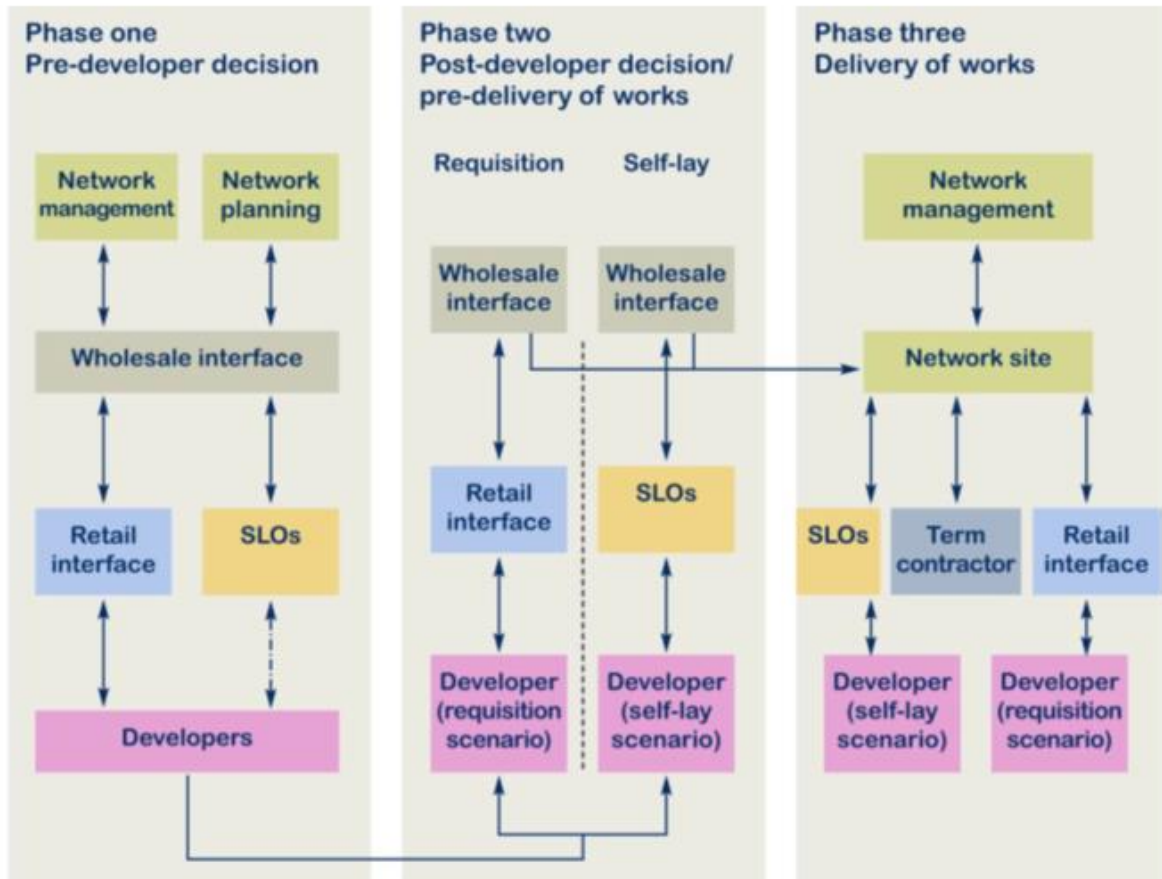 Phase one
Pre-developer decision
Network
management
Network
planning
Wholesale interface
Retail
interface
SLOs
Developers
Phase two
Post-developer decision/
pre-delivery of works
Requisition
Self-lay
Wholesale
interface
Wholesale
interface
Retail
interface
SLOs
Developer
(requisition
scenario)
Developer
(self-lay
scenario)
Phase three
Delivery of works
Network
management
Network site
SLOs
Term
contractor
Retail
interface
Developer
(self-lay
scenario)
Developer
(requisition
scenario)